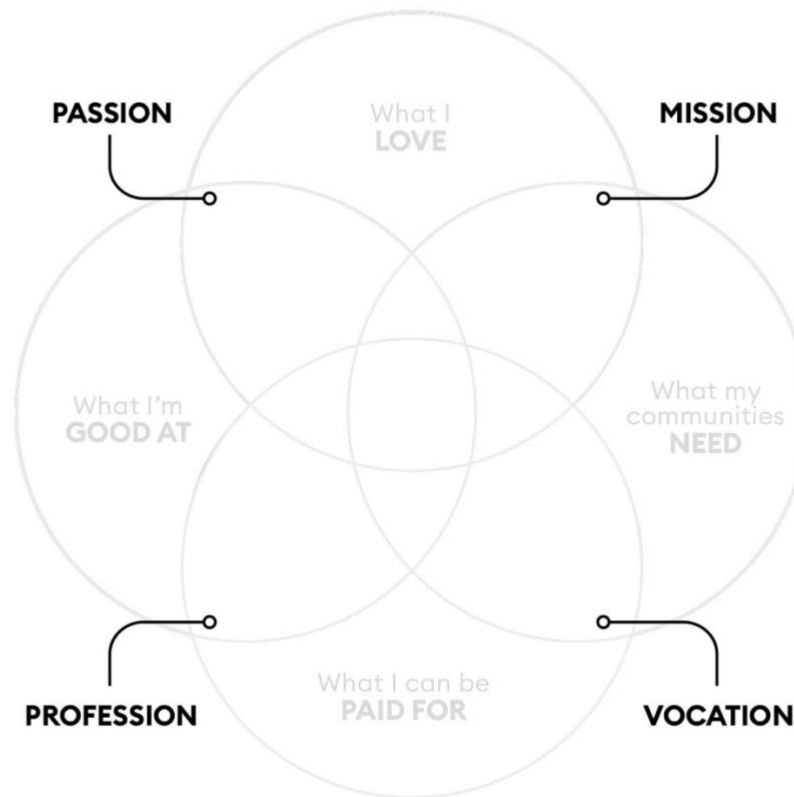 What I
LOVE
PASSION
MISSION
What I'm
GOOD AT
What my
communities
NEED
What I can be
PAID FOR
PROFESSION
VOCATION